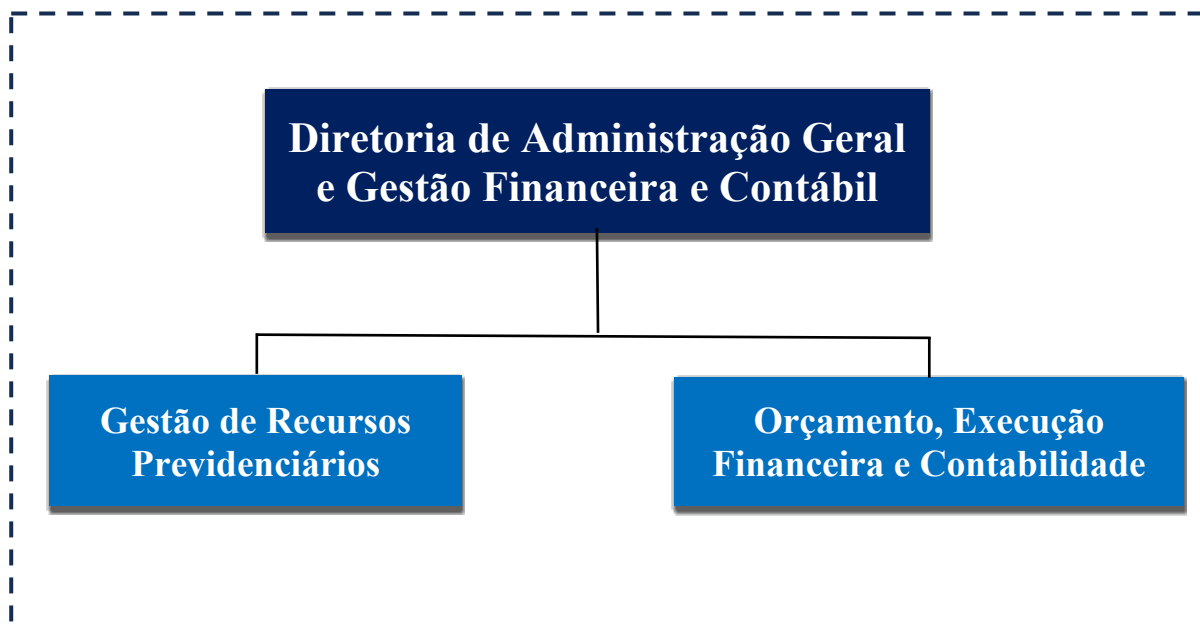 Diretoria de Administração Geral
e Gestão Financeira e Contábil
Gestão de Recursos
Previdenciários
Orçamento, Execução
Financeira e Contabilidade